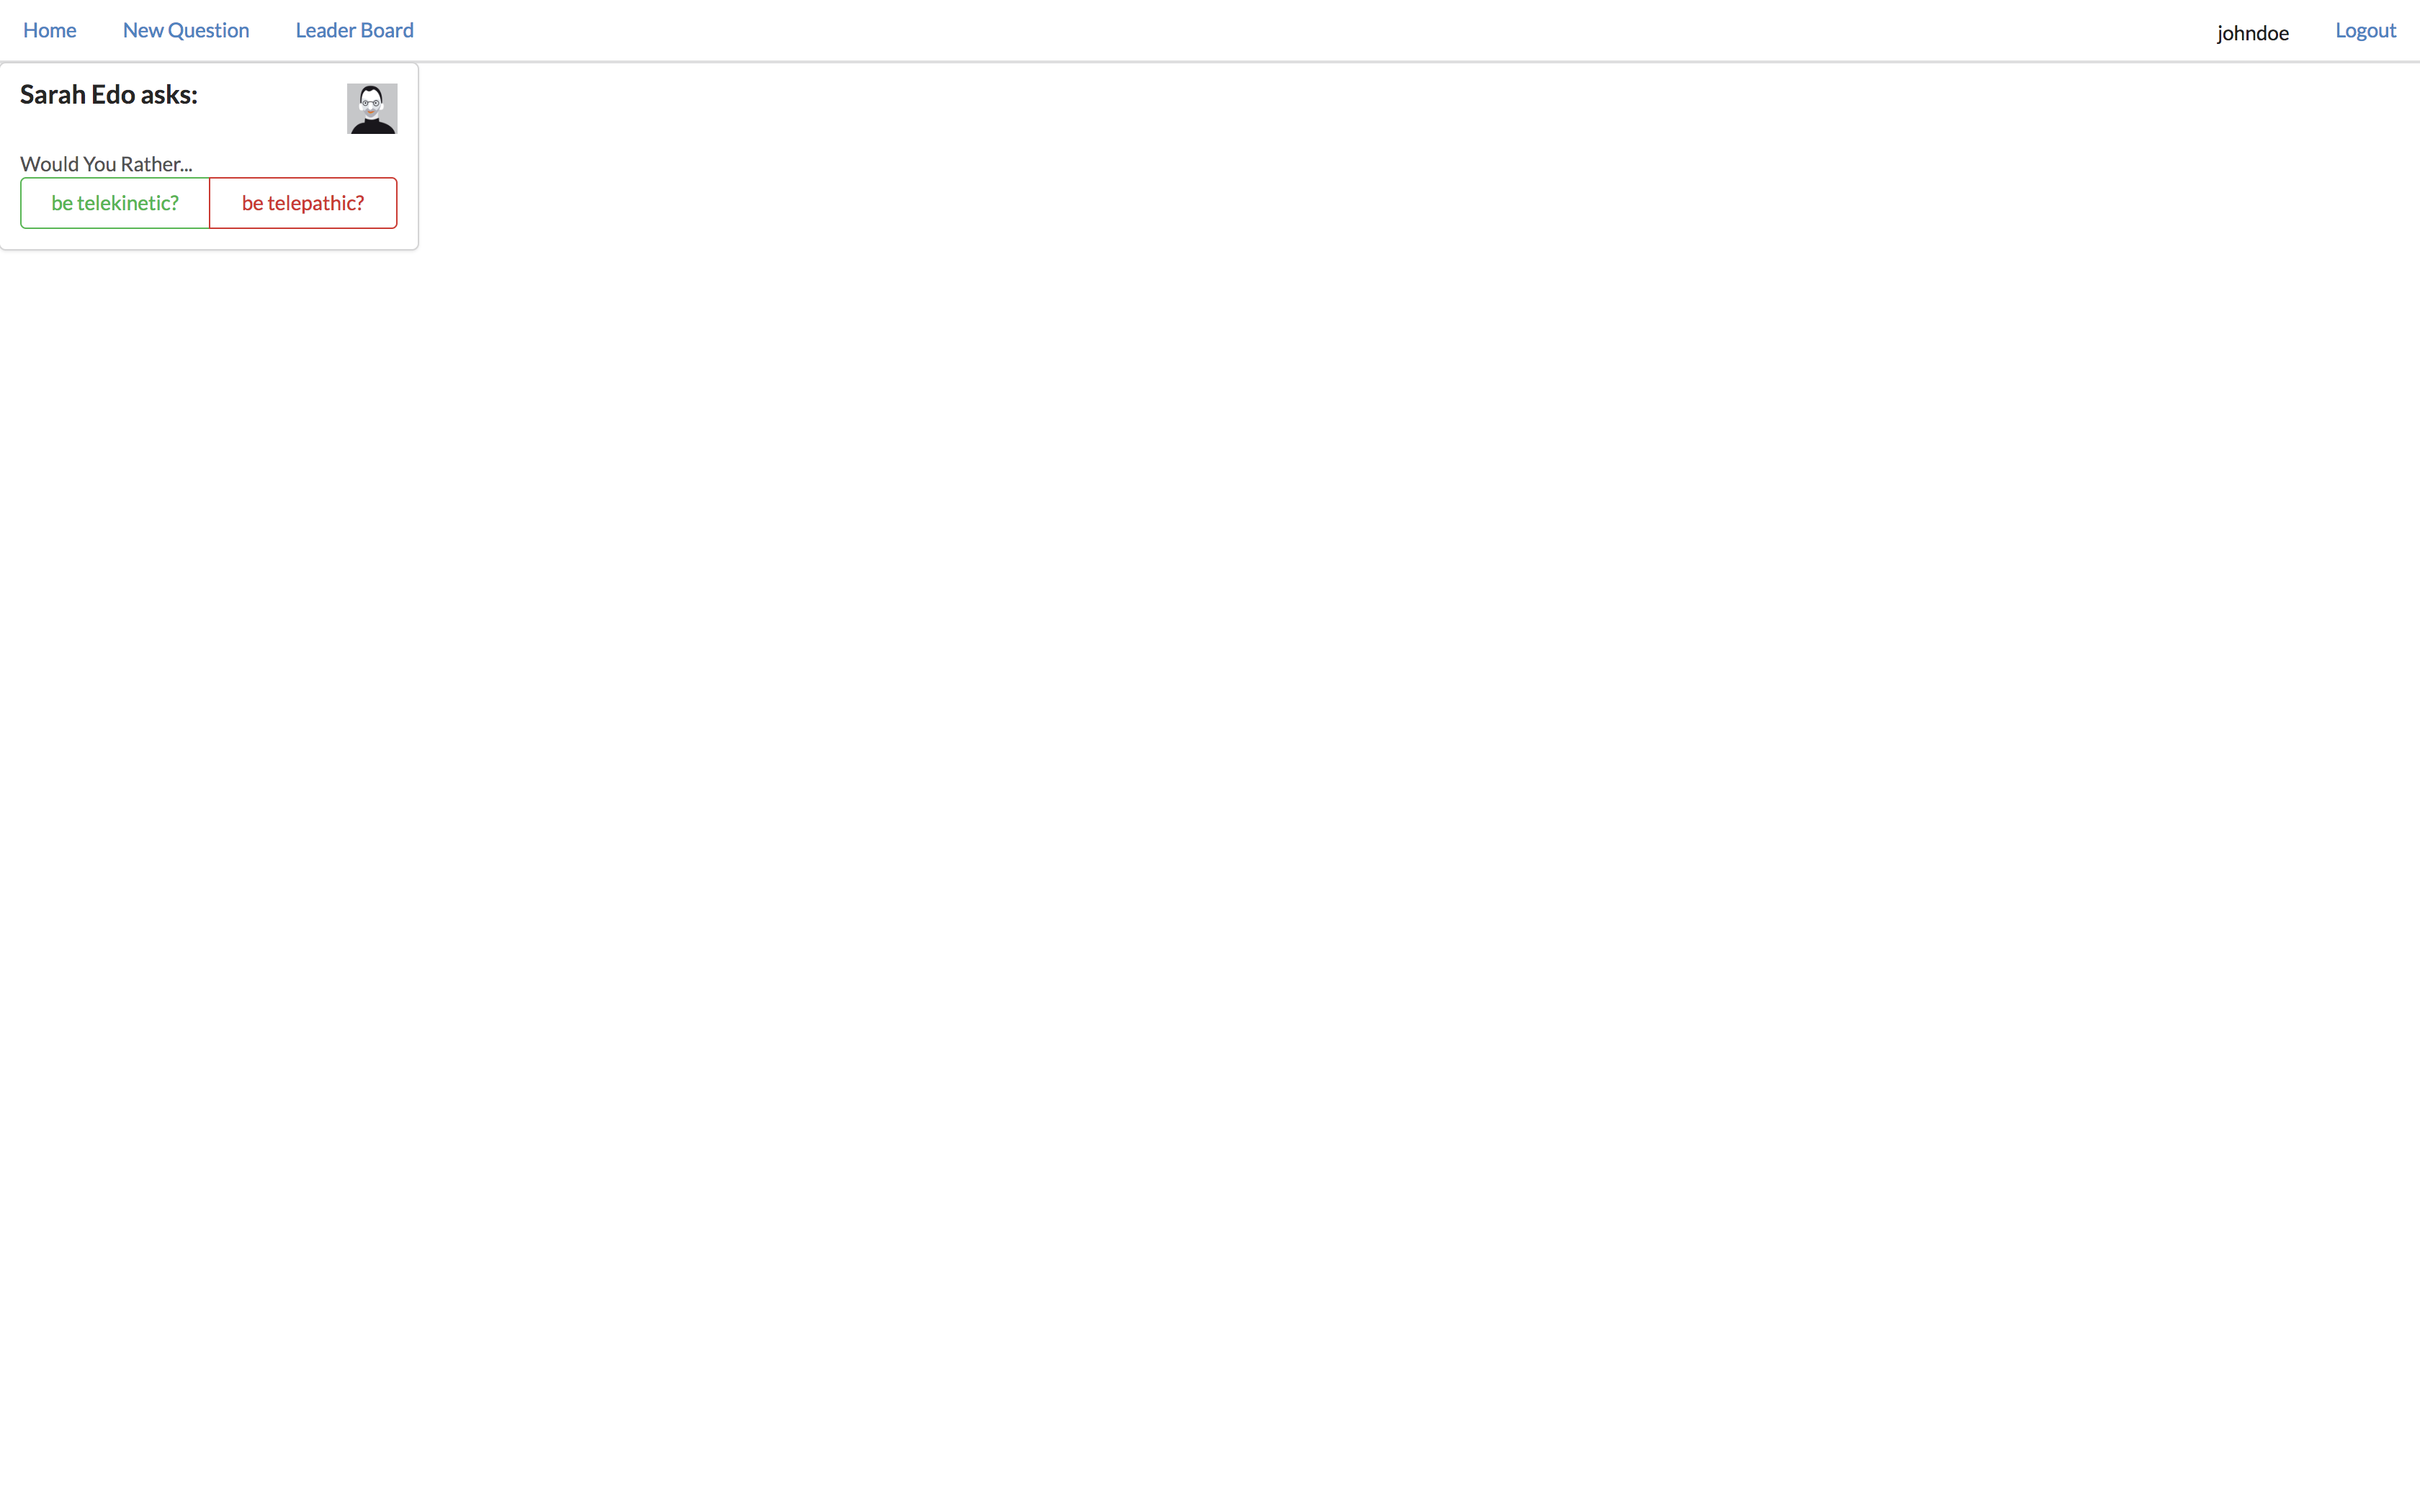 Home New Question Leader Board johndoe Logout
Sarah Edo asks:
Would You Rather...
be telekinetic? be telepathic?